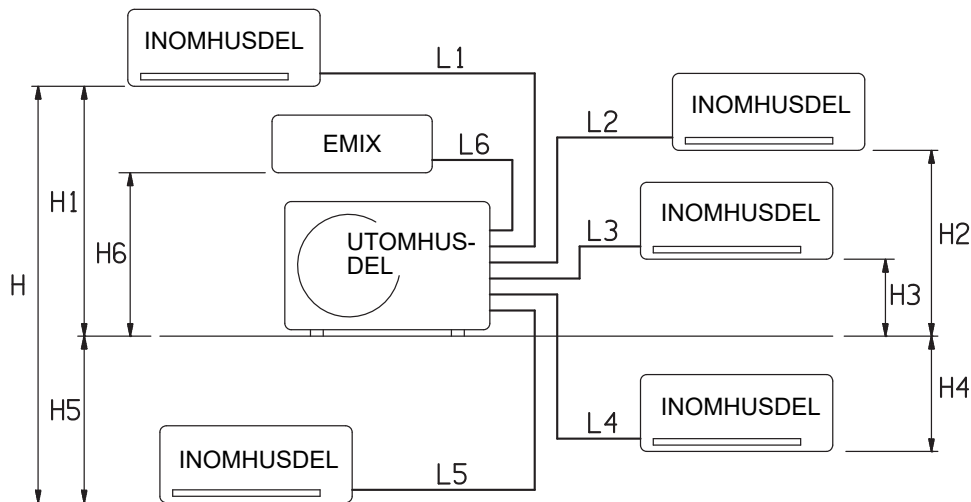 INOMHUSDEL
L1
INOMHUSDEL
L2
EMIX
L6
H1
H6
INOMHUSDEL
L3
UTOMHUS-
DEL
H2
H
H3
H5
H4
INOMHUSDEL
L4
INOMHUSDEL
L5